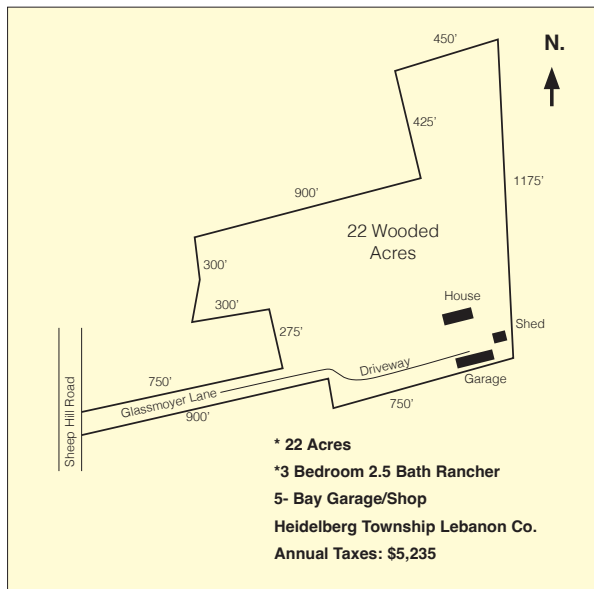 450’
N.
425’
1175’
900’
22 Wooded
Acres
300’
300’
275’
House
Shed
Driveway
Garage
750’
Glassmoyer Lane
900’
750’
Sheep Hill Road
* 22 Acres
*3 Bedroom 2.5 Bath Rancher
5- Bay Garage/Shop
Heidelberg Township Lebanon Co.
Annual Taxes: $5,235